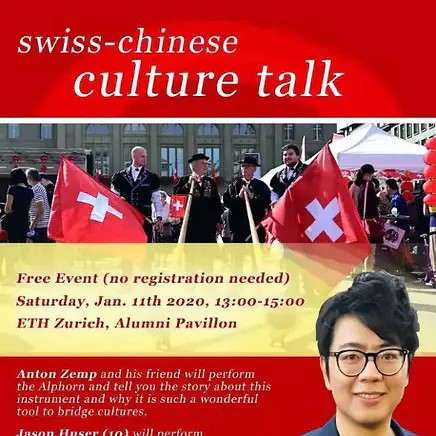 swiss-chinese
culture talk
Free Event (no registration needed)
Saturday, Jan. 11th 2020, 13:00-15:00
ETH Zurich, Alumni Pavillon
Anton Zemp and his friend will perform
the Alphorn and tell you the story about this
instrument and why it is such a wonderful
tool to bridge cultures.
Jason Huser (10) will perform